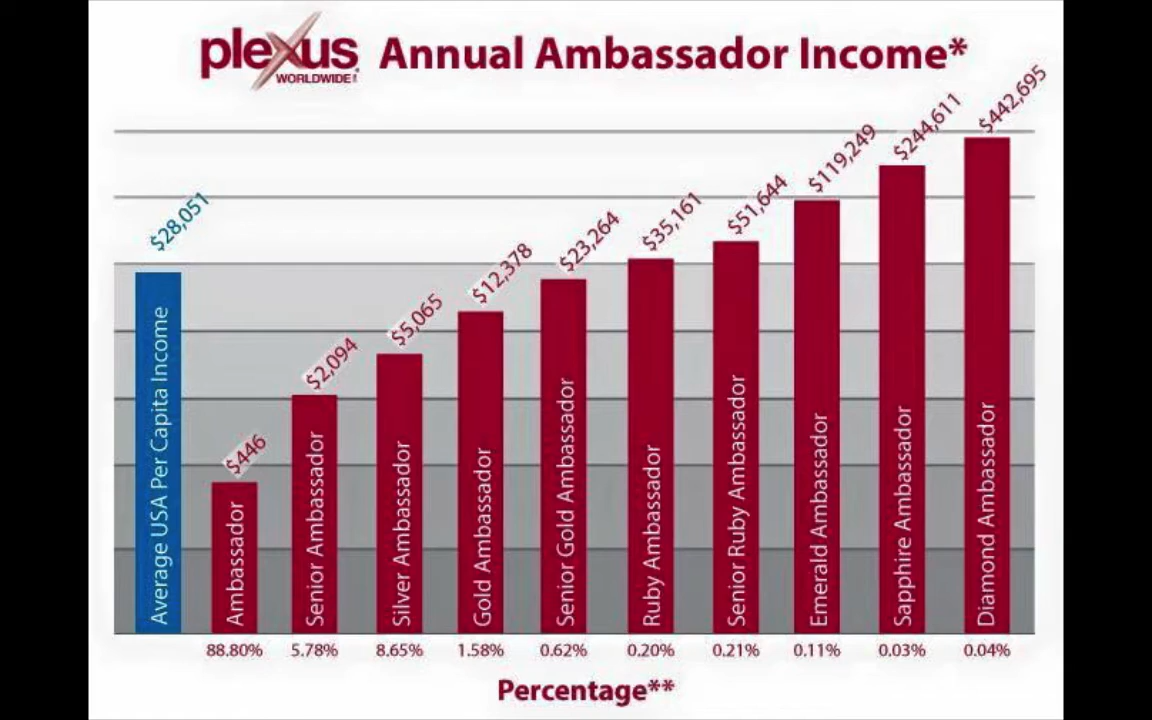 plexus
WORLDWIDE!
Annual Ambassador Income*
$28,051
$446
$2,094
$5,065
$12,378
$23,264
$35,161
$51,644
$119,249
$244,611
$442,695
Average USA Per Capita Income
Ambassador
Senior Ambassador
Silver Ambassador
Gold Ambassador
Senior Gold Ambassador
Ruby Ambassador
Senior Ruby Ambassador
Emerald Ambassador
Sapphire Ambassador
Diamond Ambassador
88.80% 5.78% 8.65% 1.58% 0.62% 0.20% 0.21% 0.11% 0.03% 0.04%
Percentage**